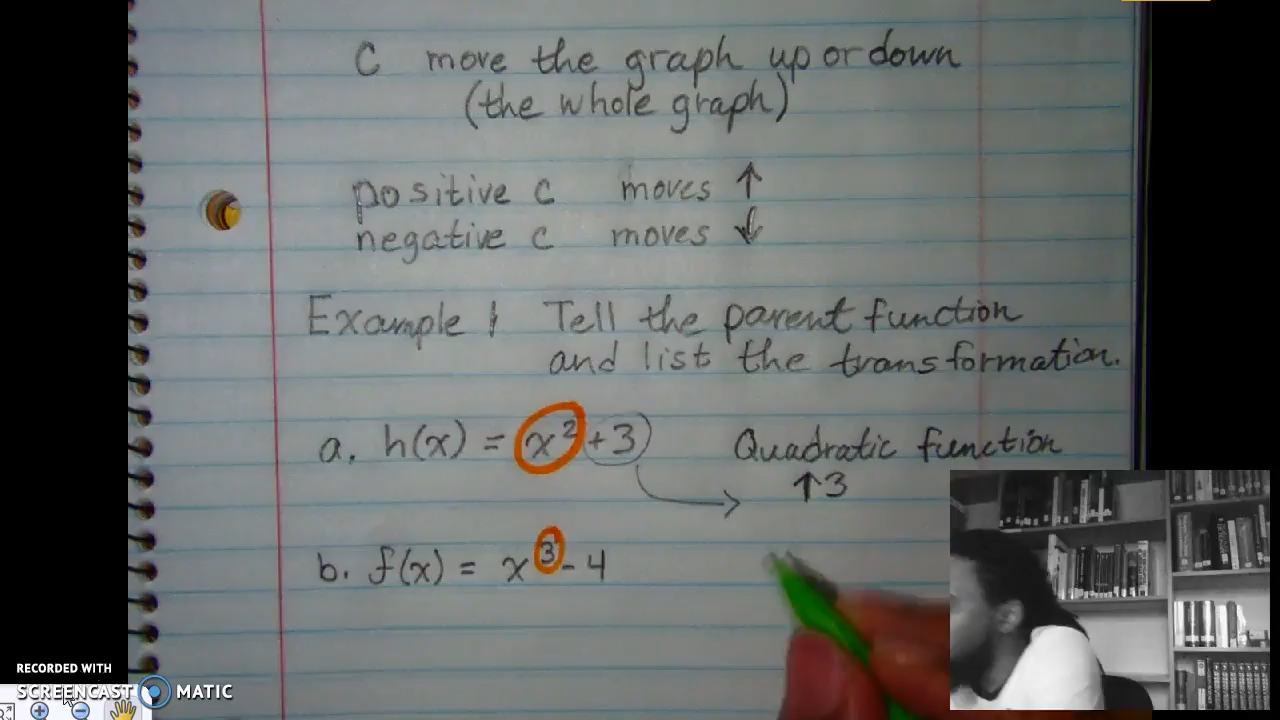 C move the graph up or down
(the whole graph)
positive c moves ↑
negative c moves ↓
Example 1 Tell the parent function
and list the transformation.
a. h(x) = x² + 3 Quadratic function
↑3
b. f(x) = x³ - 4
RECORDED WITH
SCREENCAST MATIC